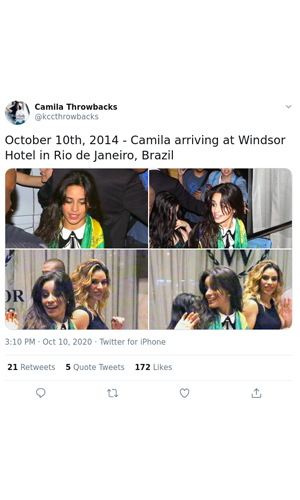 Camila Throwbacks
@kccthrowbacks
October 10th, 2014 - Camila arriving at Windsor
Hotel in Rio de Janeiro, Brazil
OR
W
3:10 PM · Oct 10, 2020 · Twitter for iPhone
21 Retweets 5 Quote Tweets 172 Likes